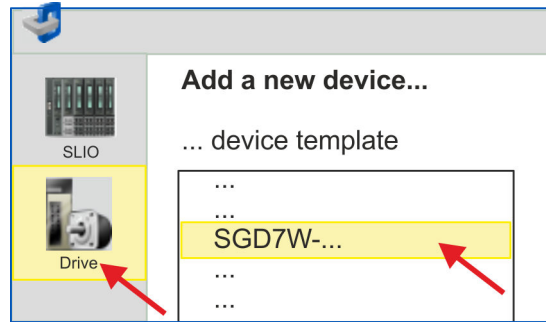 Add a new device...
SLIO
... device template
...
...
SGD7W-...
Drive
...
...